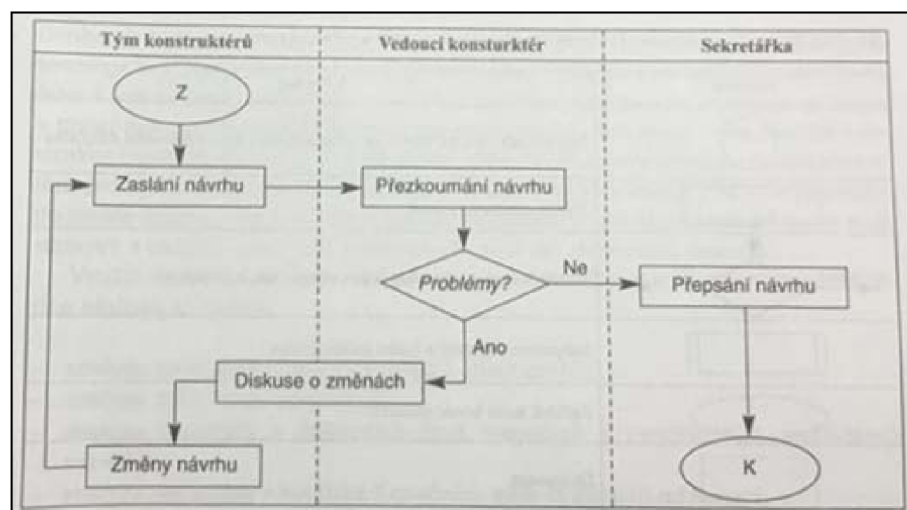 Tým konstruktérů
Vedoucí konsturktér
Sekretářka
Z
Zaslání návrhu
Přezkoumání návrhu
Problémy?
Ne
Přepsání návrhu
Ano
Diskuse o změnách
Změny návrhu
K